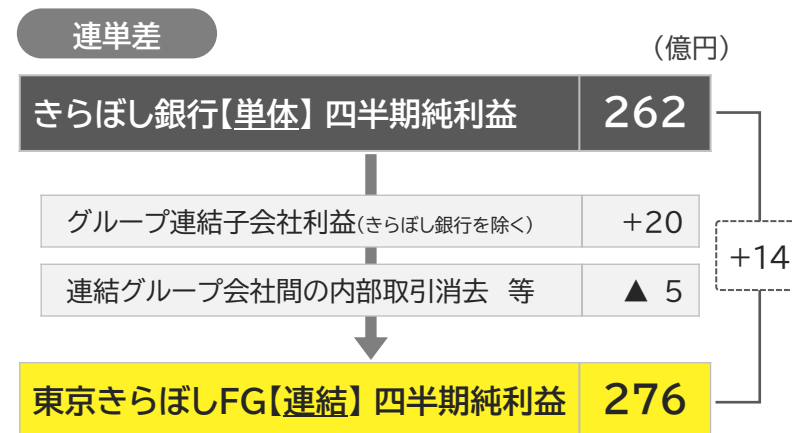 連単差
（億円）
きらぼし銀行【単体】 四半期純利益 262
グループ連結子会社利益(きらぼし銀行を除く) +20
+14
連結グループ会社間の内部取引消去　等 ▲ 5
東京きらぼしFG【連結】 四半期純利益 276